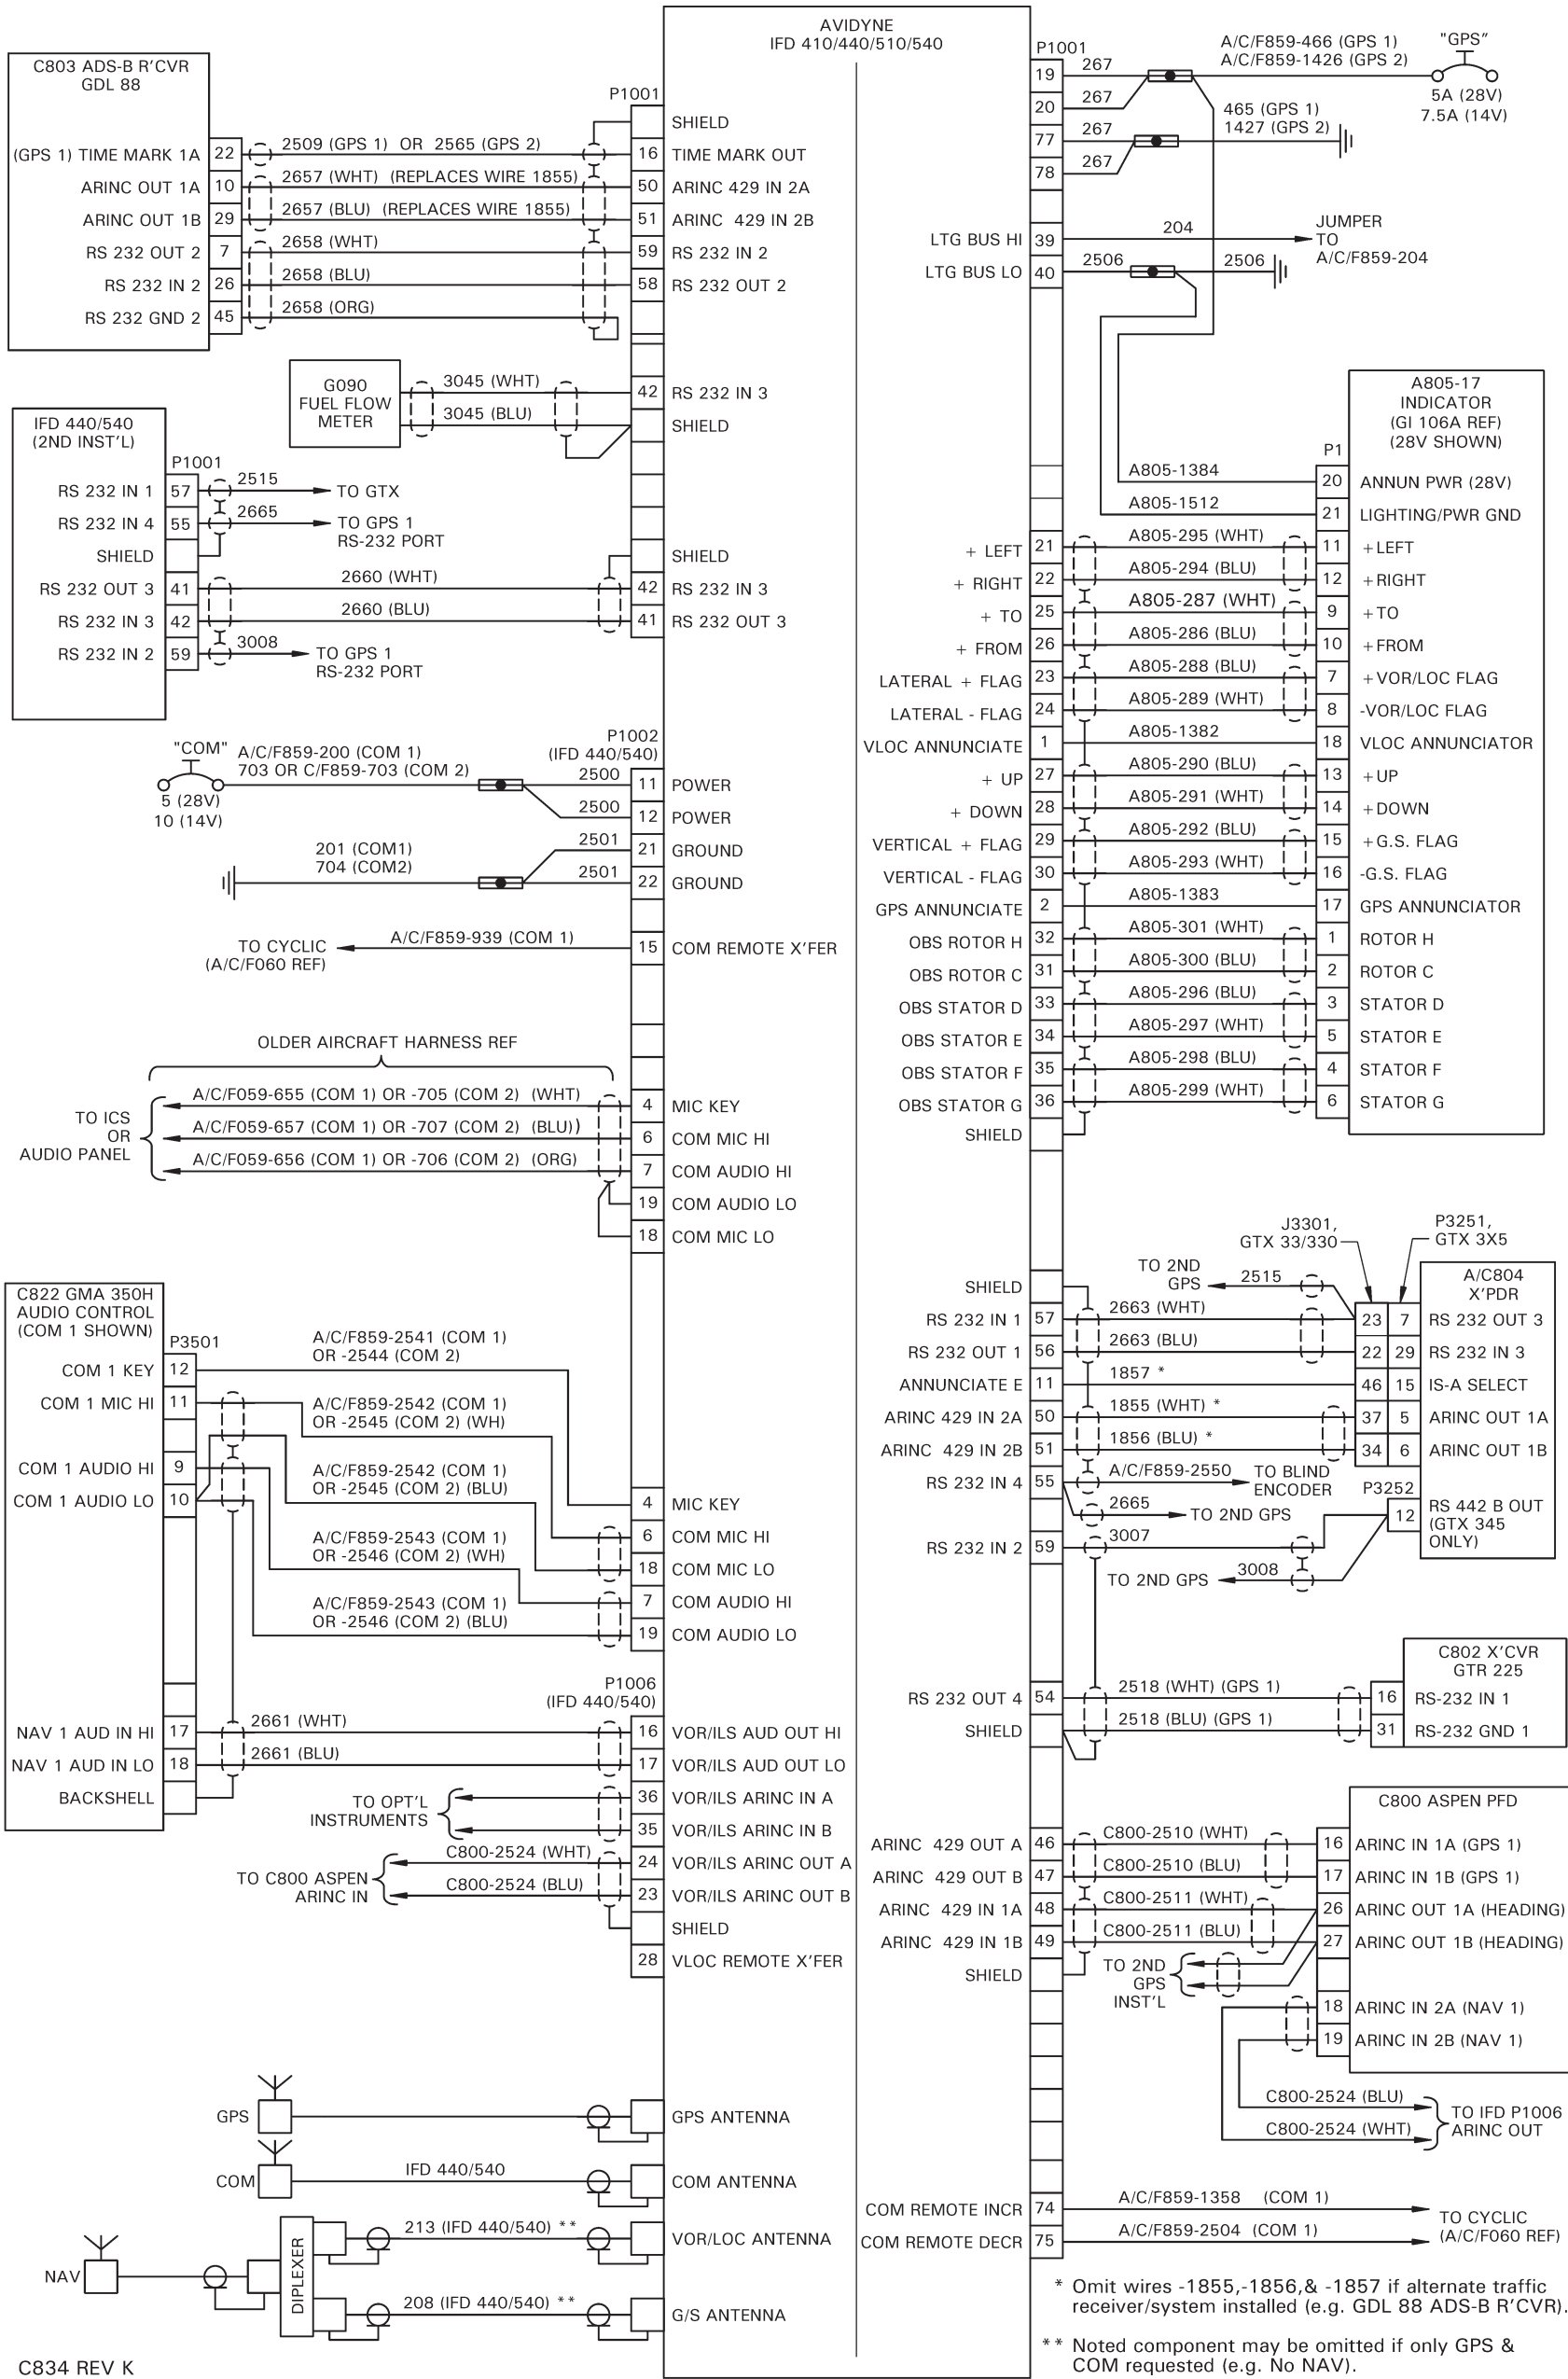 AVIDYNE
IFD 410/440/510/540
C803 ADS-B R'CVR
GDL 88
P1001
SHIELD
(GPS 1) TIME MARK 1A 22 2509 (GPS 1) OR 2565 (GPS 2) 16 TIME MARK OUT
ARINC OUT 1A 10 2657 (WHT) (REPLACES WIRE 1855) 50 ARINC 429 IN 2A
ARINC OUT 1B 29 2657 (BLU) (REPLACES WIRE 1855) 51 ARINC 429 IN 2B
RS 232 OUT 2 7 2658 (WHT) 59 RS 232 IN 2
RS 232 IN 2 26 2658 (BLU) 58 RS 232 OUT 2
RS 232 GND 2 45 2658 (ORG)
G090
FUEL FLOW
METER
3045 (WHT) 42 RS 232 IN 3
3045 (BLU) SHIELD
IFD 440/540
(2ND INST'L)
P1001
RS 232 IN 1 57 2515 TO GTX
RS 232 IN 4 55 2665 TO GPS 1
RS-232 PORT
SHIELD SHIELD
RS 232 OUT 3 41 2660 (WHT) 42 RS 232 IN 3
RS 232 IN 3 42 2660 (BLU) 41 RS 232 OUT 3
RS 232 IN 2 59 3008 TO GPS 1
RS-232 PORT
P1002
(IFD 440/540)
"COM" A/C/F859-200 (COM 1)
703 OR C/F859-703 (COM 2)
5 (28V)
10 (14V)
2500 11 POWER
2500 12 POWER
201 (COM1)
704 (COM2)
2501 21 GROUND
2501 22 GROUND
TO CYCLIC
(A/C/F060 REF)
A/C/F859-939 (COM 1) 15 COM REMOTE X'FER
OLDER AIRCRAFT HARNESS REF
TO ICS
OR
AUDIO PANEL
A/C/F059-655 (COM 1) OR -705 (COM 2) (WHT) 4 MIC KEY
A/C/F059-657 (COM 1) OR -707 (COM 2) (BLU)) 6 COM MIC HI
A/C/F059-656 (COM 1) OR -706 (COM 2) (ORG) 7 COM AUDIO HI
19 COM AUDIO LO
18 COM MIC LO
C822 GMA 350H
AUDIO CONTROL
(COM 1 SHOWN)
P3501
COM 1 KEY 12
COM 1 MIC HI 11
COM 1 AUDIO HI 9
COM 1 AUDIO LO 10
A/C/F859-2541 (COM 1)
OR -2544 (COM 2)
A/C/F859-2542 (COM 1)
OR -2545 (COM 2) (WH)
A/C/F859-2542 (COM 1)
OR -2545 (COM 2) (BLU)
A/C/F859-2543 (COM 1)
OR -2546 (COM 2) (WH)
A/C/F859-2543 (COM 1)
OR -2546 (COM 2) (BLU)
4 MIC KEY
6 COM MIC HI
18 COM MIC LO
7 COM AUDIO HI
19 COM AUDIO LO
P1006
(IFD 440/540)
NAV 1 AUD IN HI 17 2661 (WHT) 16 VOR/ILS AUD OUT HI
NAV 1 AUD IN LO 18 2661 (BLU) 17 VOR/ILS AUD OUT LO
BACKSHELL
TO OPT'L
INSTRUMENTS
36 VOR/ILS ARINC IN A
35 VOR/ILS ARINC IN B
TO C800 ASPEN
ARINC IN
C800-2524 (WHT) 24 VOR/ILS ARINC OUT A
C800-2524 (BLU) 23 VOR/ILS ARINC OUT B
SHIELD
28 VLOC REMOTE X'FER
GPS GPS ANTENNA
COM IFD 440/540 COM ANTENNA
NAV
DIPLEXER
213 (IFD 440/540) ** VOR/LOC ANTENNA
208 (IFD 440/540) ** G/S ANTENNA
C834 REV K
P1001
19 267 A/C/F859-466 (GPS 1)
A/C/F859-1426 (GPS 2)
"GPS"
5A (28V)
7.5A (14V)
20 267
77 267 465 (GPS 1)
1427 (GPS 2)
78 267
LTG BUS HI 39 204 JUMPER
TO
A/C/F859-204
LTG BUS LO 40 2506 2506
A805-17
INDICATOR
(GI 106A REF)
(28V SHOWN)
P1
A805-1384 20 ANNUN PWR (28V)
A805-1512 21 LIGHTING/PWR GND
+ LEFT 21 A805-295 (WHT) 11 +LEFT
+ RIGHT 22 A805-294 (BLU) 12 +RIGHT
+ TO 25 A805-287 (WHT) 9 +TO
+ FROM 26 A805-286 (BLU) 10 +FROM
LATERAL + FLAG 23 A805-288 (BLU) 7 +VOR/LOC FLAG
LATERAL - FLAG 24 A805-289 (WHT) 8 -VOR/LOC FLAG
VLOC ANNUNCIATE 1 A805-1382 18 VLOC ANNUNCIATOR
+ UP 27 A805-290 (BLU) 13 +UP
+ DOWN 28 A805-291 (WHT) 14 +DOWN
VERTICAL + FLAG 29 A805-292 (BLU) 15 +G.S. FLAG
VERTICAL - FLAG 30 A805-293 (WHT) 16 -G.S. FLAG
GPS ANNUNCIATE 2 A805-1383 17 GPS ANNUNCIATOR
OBS ROTOR H 32 A805-301 (WHT) 1 ROTOR H
OBS ROTOR C 31 A805-300 (BLU) 2 ROTOR C
OBS STATOR D 33 A805-296 (BLU) 3 STATOR D
OBS STATOR E 34 A805-297 (WHT) 5 STATOR E
OBS STATOR F 35 A805-298 (BLU) 4 STATOR F
OBS STATOR G 36 A805-299 (WHT) 6 STATOR G
SHIELD
J3301,
GTX 33/330
P3251,
GTX 3X5
A/C804
X'PDR
SHIELD TO 2ND
GPS 2515
RS 232 IN 1 57 2663 (WHT) 23 7 RS 232 OUT 3
RS 232 OUT 1 56 2663 (BLU) 22 29 RS 232 IN 3
ANNUNCIATE E 11 1857 * 46 15 IS-A SELECT
ARINC 429 IN 2A 50 1855 (WHT) * 37 5 ARINC OUT 1A
ARINC 429 IN 2B 51 1856 (BLU) * 34 6 ARINC OUT 1B
RS 232 IN 4 55 A/C/F859-2550 TO BLIND
ENCODER
2665 TO 2ND GPS
P3252
12 RS 442 B OUT
(GTX 345
ONLY)
RS 232 IN 2 59 3007
TO 2ND GPS 3008
C802 X'CVR
GTR 225
RS 232 OUT 4 54 2518 (WHT) (GPS 1) 16 RS-232 IN 1
SHIELD 2518 (BLU) (GPS 1) 31 RS-232 GND 1
C800 ASPEN PFD
ARINC 429 OUT A 46 C800-2510 (WHT) 16 ARINC IN 1A (GPS 1)
ARINC 429 OUT B 47 C800-2510 (BLU) 17 ARINC IN 1B (GPS 1)
ARINC 429 IN 1A 48 C800-2511 (WHT) 26 ARINC OUT 1A (HEADING)
ARINC 429 IN 1B 49 C800-2511 (BLU) 27 ARINC OUT 1B (HEADING)
SHIELD
TO 2ND
GPS
INST'L
18 ARINC IN 2A (NAV 1)
19 ARINC IN 2B (NAV 1)
C800-2524 (BLU)
C800-2524 (WHT)
TO IFD P1006
ARINC OUT
COM REMOTE INCR 74 A/C/F859-1358 (COM 1)
COM REMOTE DECR 75 A/C/F859-2504 (COM 1)
TO CYCLIC
(A/C/F060 REF)
* Omit wires -1855,-1856,& -1857 if alternate traffic
receiver/system installed (e.g. GDL 88 ADS-B R'CVR).
** Noted component may be omitted if only GPS &
COM requested (e.g. No NAV).